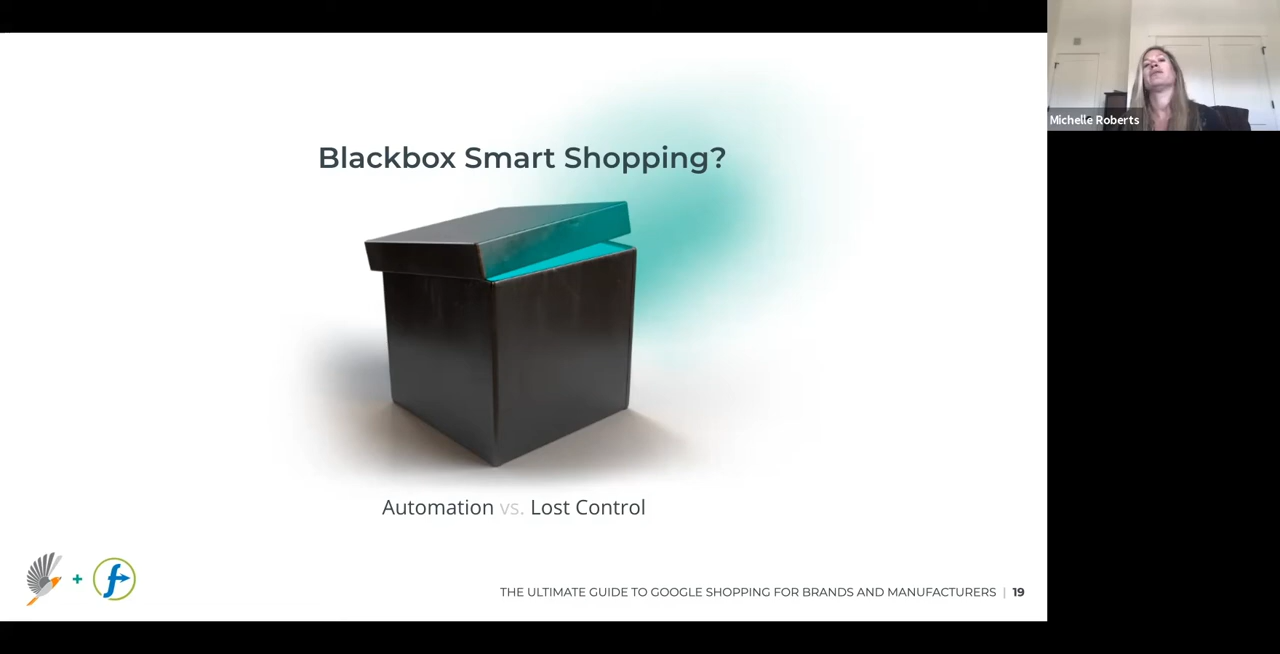 Blackbox Smart Shopping?
Michelle Roberts
Automation vs. Lost Control
+ f
THE ULTIMATE GUIDE TO GOOGLE SHOPPING FOR BRANDS AND MANUFACTURERS | 19